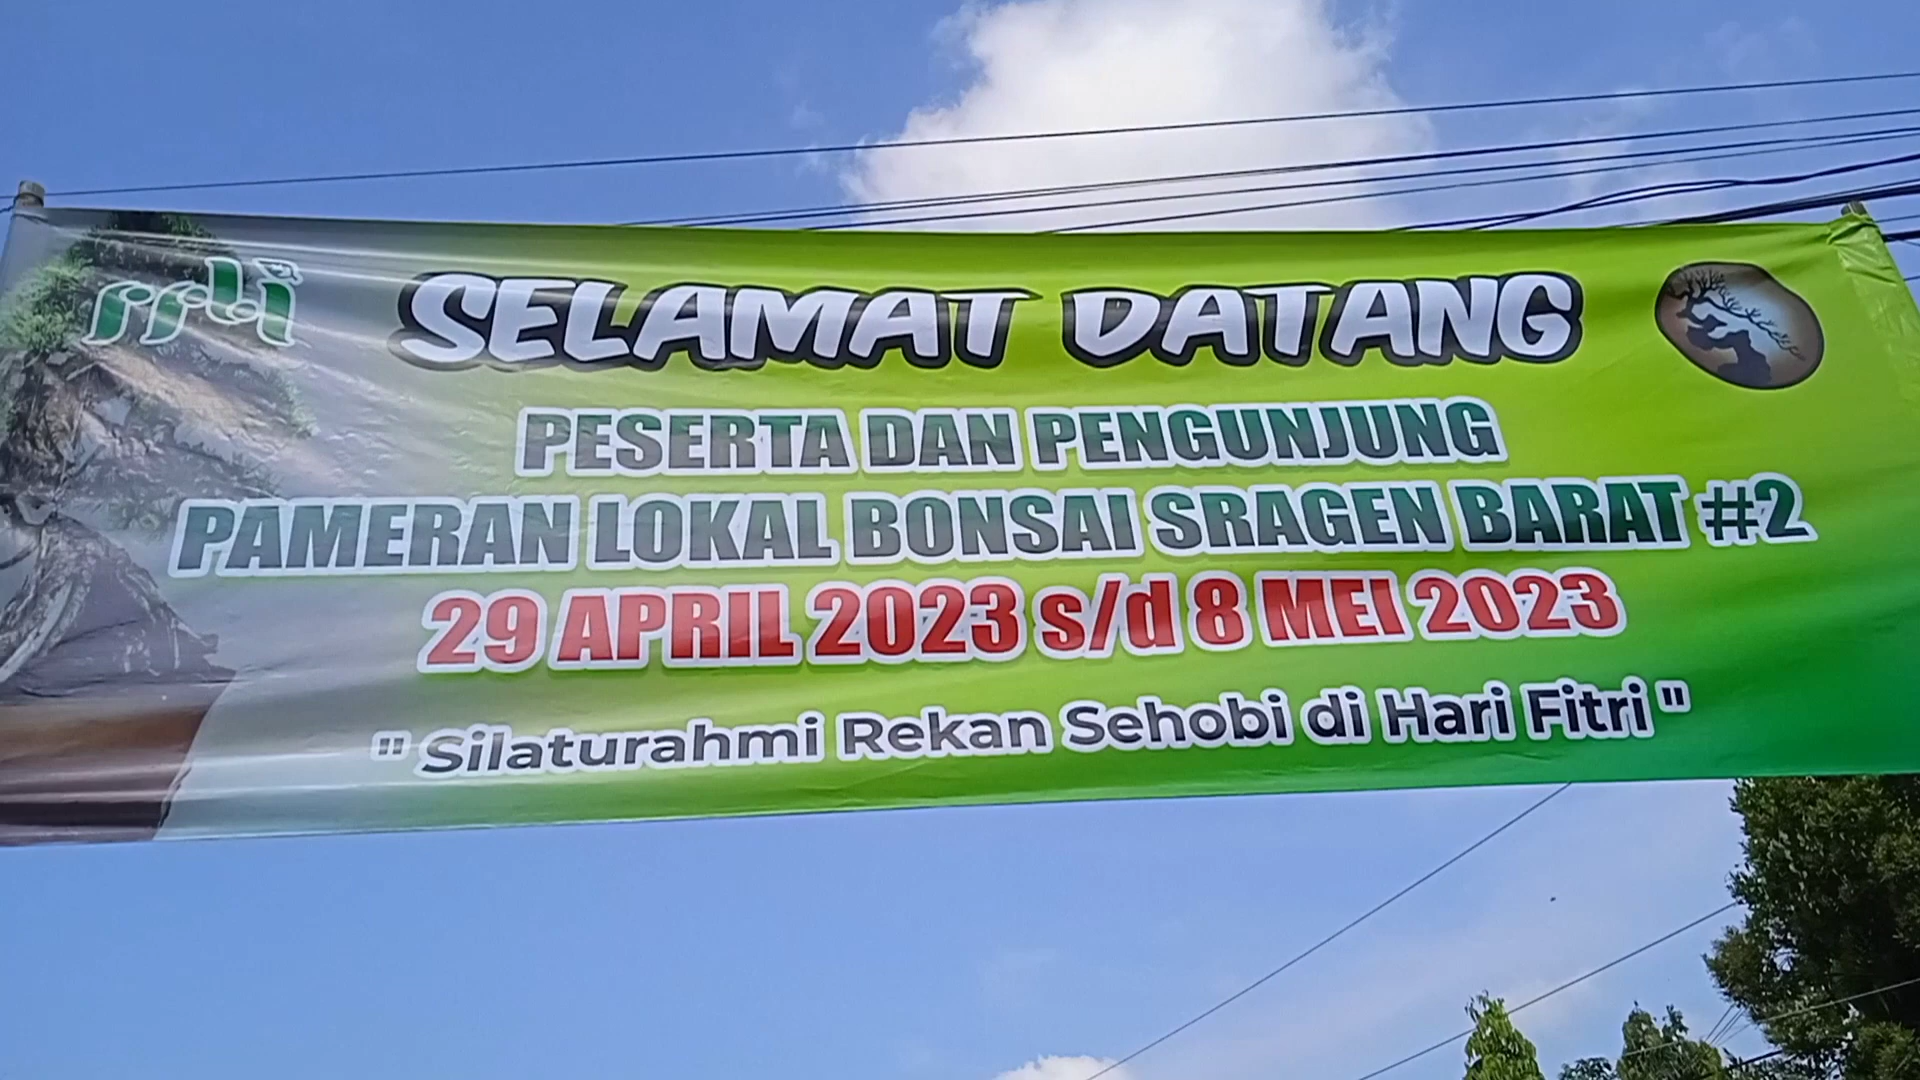 SELAMAT DATANG
PESERTA DAN PENGUNJUNG
PAMERAN LOKAL BONSAI SRAGEN BARAT #2
29 APRIL 2023 s/d 8 MEI 2023
" Silaturahmi Rekan Sehobi di Hari Fitri "